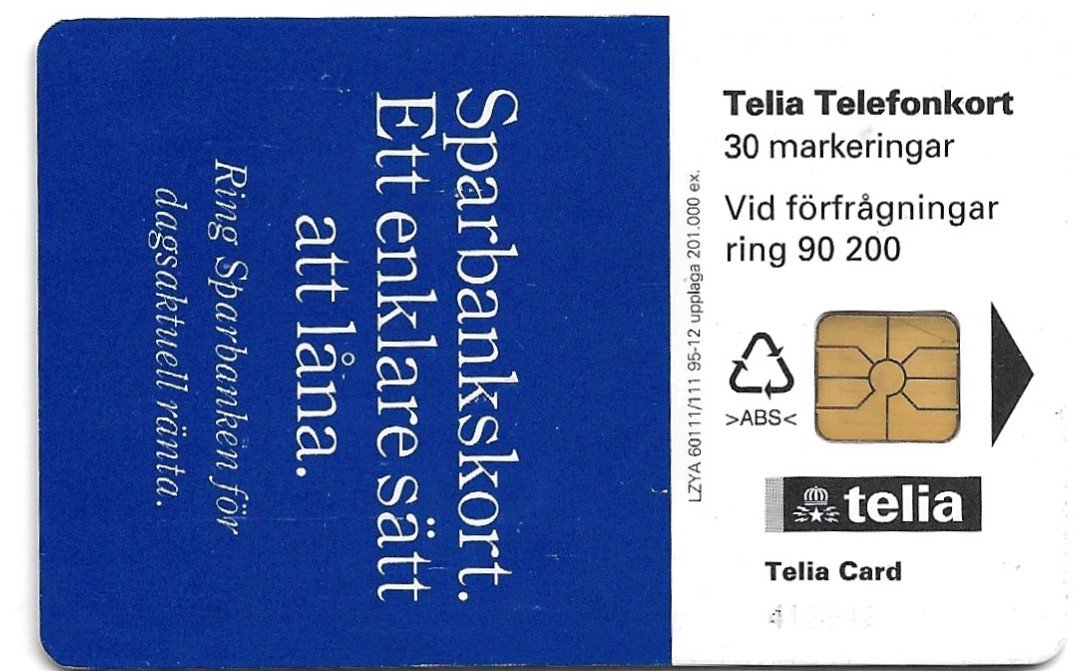 Sparbankskort.
Ett enklare sätt
att låna.
Ring Sparbanken för
dagsaktuell ränta.
LZYA 60111/111 95-12 upplaga 201.000 ex.
Telia Telefonkort
30 markeringar
Vid förfrågningar
ring 90 200
>ABS<
telia
Telia Card